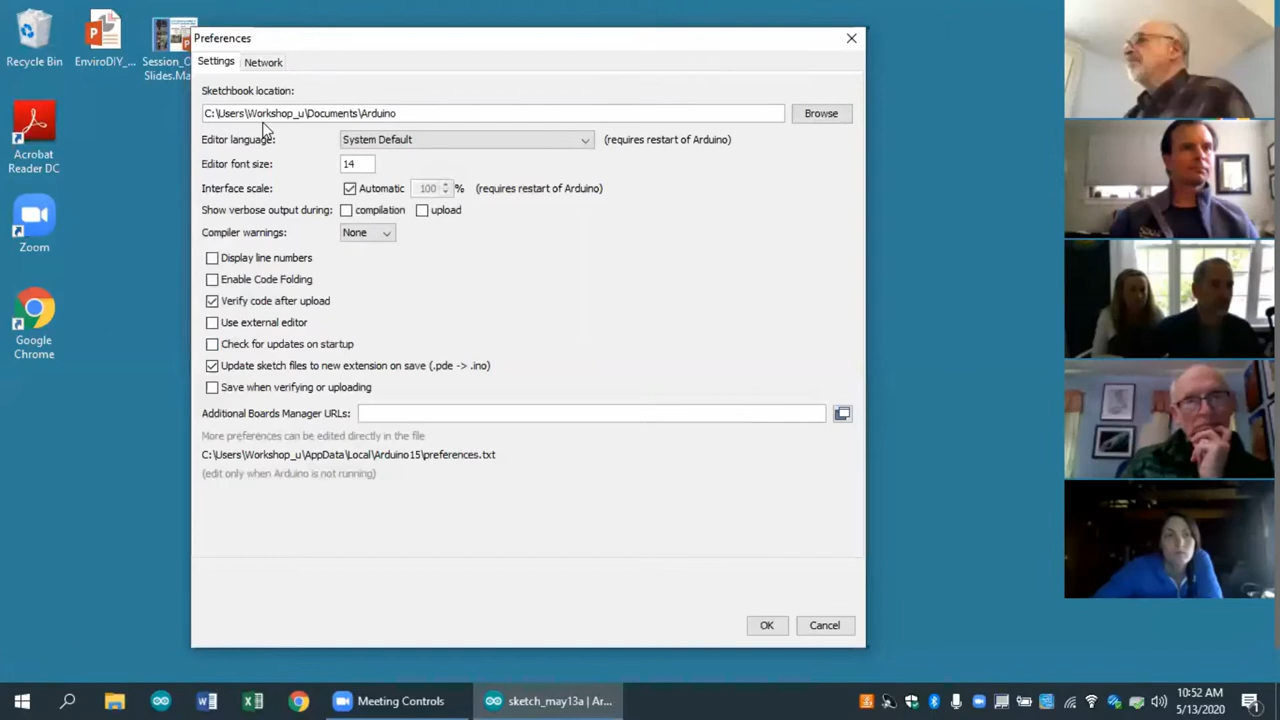 Preferences
Settings
Network
Sketchbook location:
C:\Users\Workshop_u\Documents\Arduino
Browse
Editor language:
System Default
(requires restart of Arduino)
Editor font size:
14
Interface scale:
Automatic
100
%
(requires restart of Arduino)
Show verbose output during:
compilation
upload
Compiler warnings:
None
Display line numbers
Enable Code Folding
Verify code after upload
Use external editor
Check for updates on startup
Update sketch files to new extension on save (.pde -> .ino)
Save when verifying or uploading
Additional Boards Manager URLs:
More preferences can be edited directly in the file
C:\Users\Workshop_u\AppData\Local\Arduino15\preferences.txt
(edit only when Arduino is not running)
OK
Cancel
Recycle Bin
EnviroDIY_...
Session_O
Slides.Ma
Acrobat
Reader DC
Zoom
Google
Chrome
Meeting Controls
sketch_may13a | Ar...
10:52 AM
5/13/2020
1